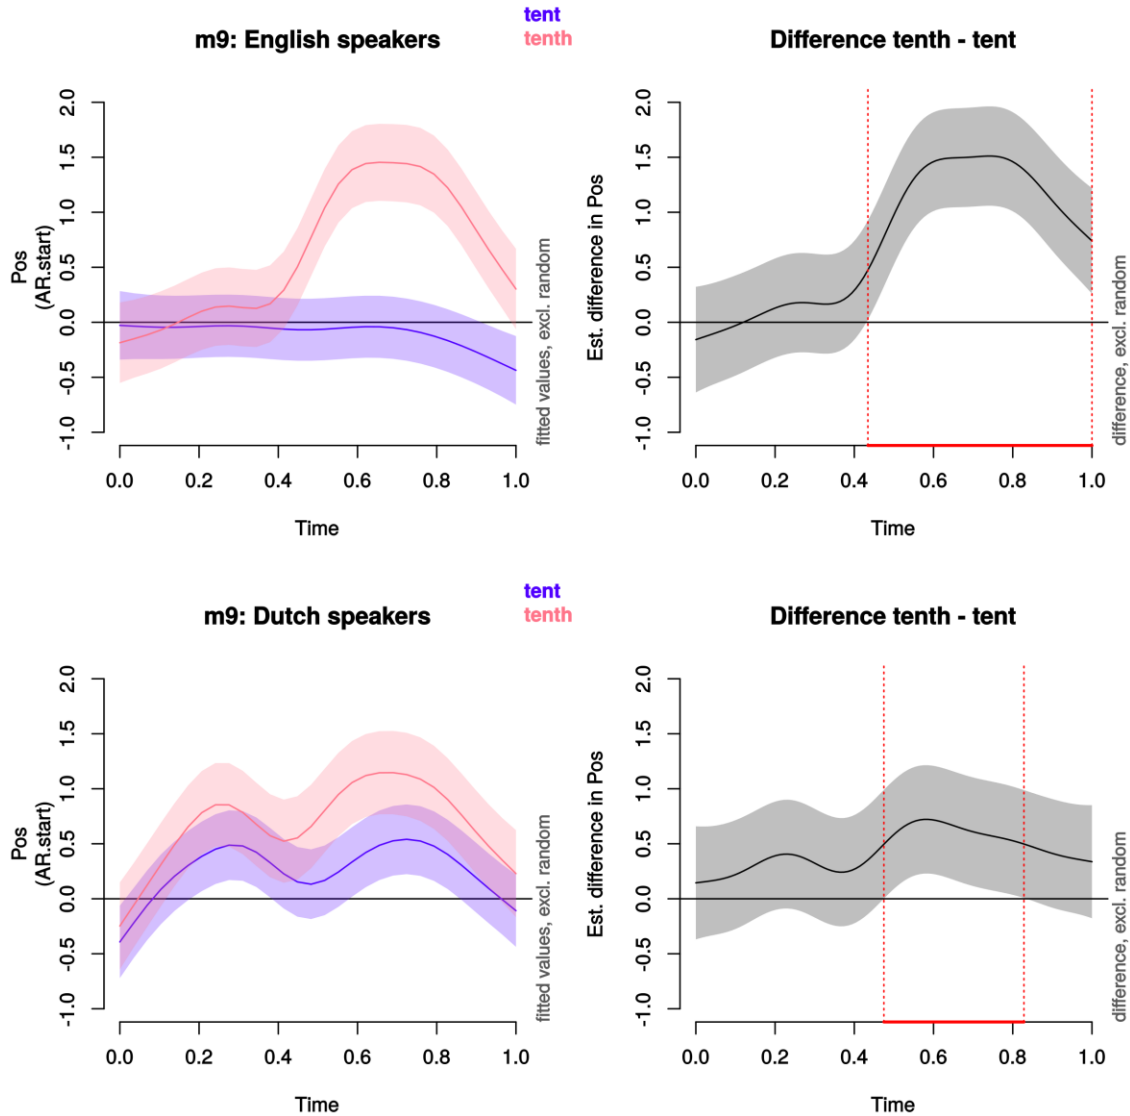 tent
tenth
m9: English speakers
Difference tenth - tent
Pos
(AR.start)
2.0
1.5
1.0
0.5
0.0
-0.5
-1.0
0.0 0.2 0.4 0.6 0.8 1.0
Time
fitted values, excl. random
Est. difference in Pos
2.0
1.5
1.0
0.5
0.0
-0.5
-1.0
0.0 0.2 0.4 0.6 0.8 1.0
Time
difference, excl. random
tent
tenth
m9: Dutch speakers
Difference tenth - tent
Pos
(AR.start)
2.0
1.5
1.0
0.5
0.0
-0.5
-1.0
0.0 0.2 0.4 0.6 0.8 1.0
Time
fitted values, excl. random
Est. difference in Pos
2.0
1.5
1.0
0.5
0.0
-0.5
-1.0
0.0 0.2 0.4 0.6 0.8 1.0
Time
difference, excl. random